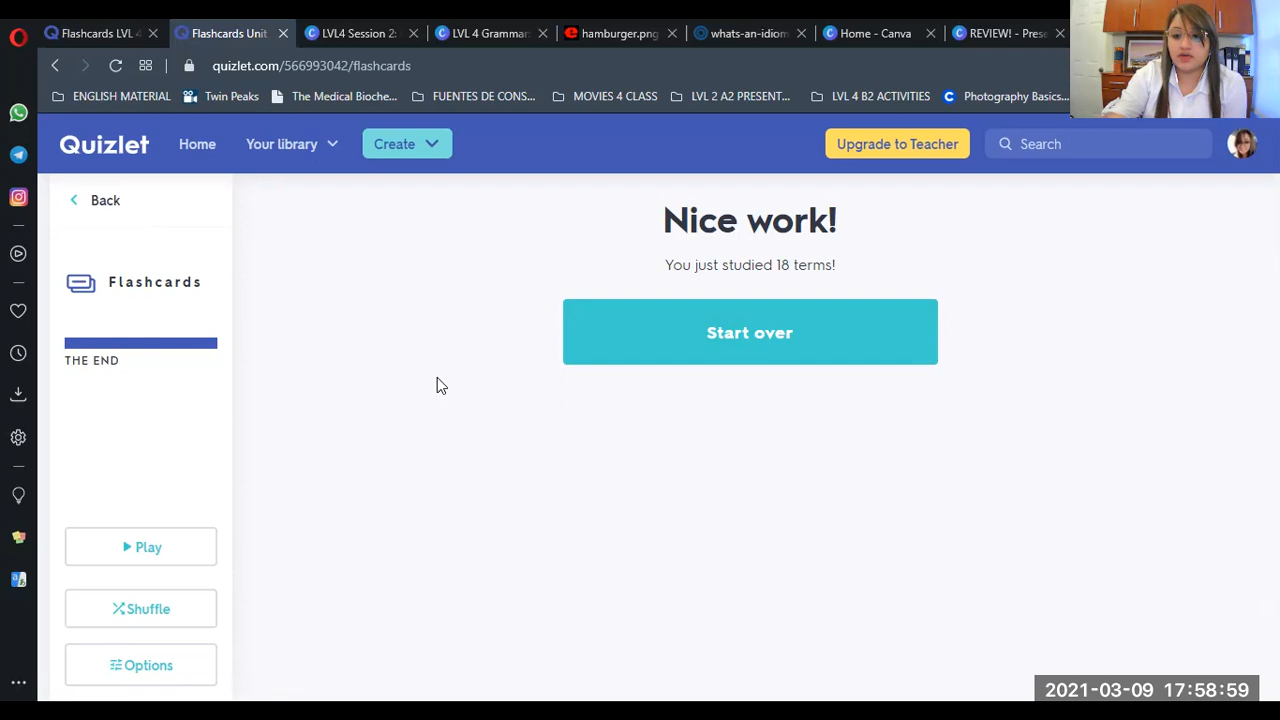 Flashcards LVL 4
Flashcards Unit
LVL4 Session 2:
LVL 4 Grammar:
hamburger.png
whats-an-idiom
Home - Canva
REVIEW! - Pres
quizlet.com/566993042/flashcards
ENGLISH MATERIAL
Twin Peaks
The Medical Bioche...
FUENTES DE CONS...
MOVIES 4 CLASS
LVL 2 A2 PRESENT...
LVL 4 B2 ACTIVITIES
Photography Basics...
Quizlet
Home
Your library
Create
Upgrade to Teacher
Search
Back
Flashcards
THE END
Play
Shuffle
Options
Nice work!
You just studied 18 terms!
Start over
2021-03-09 17:58:59